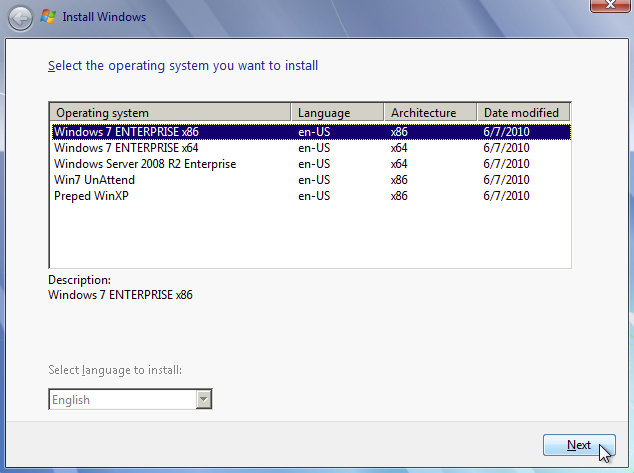 Install Windows
Select the operating system you want to install
Operating system Language Architecture Date modified
Windows 7 ENTERPRISE x86 en-US x86 6/7/2010
Windows 7 ENTERPRISE x64 en-US x64 6/7/2010
Windows Server 2008 R2 Enterprise en-US x64 6/7/2010
Win7 UnAttend en-US x86 6/7/2010
Preped WinXP en-US x86 6/7/2010
Description:
Windows 7 ENTERPRISE x86
Select language to install:
English
Next